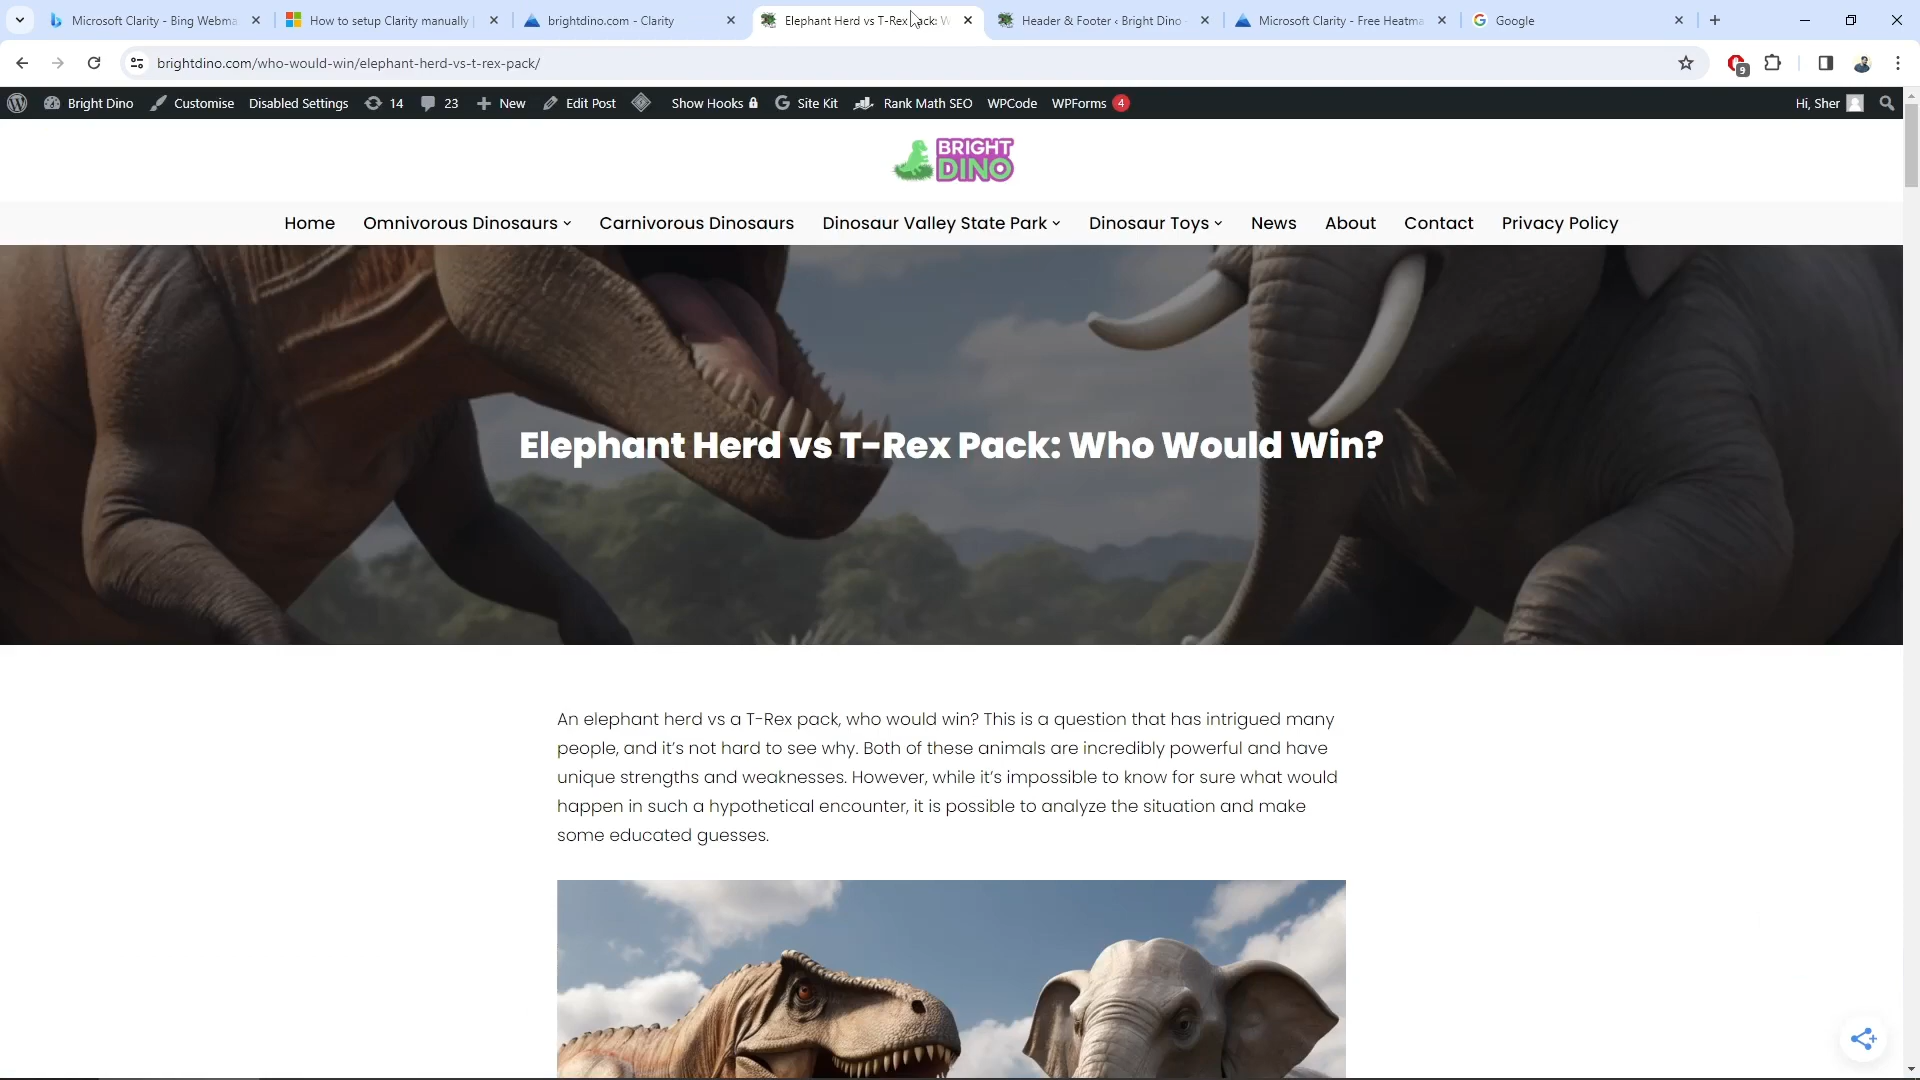 Microsoft Clarity - Bing Webma
How to setup Clarity manually
brightdino.com - Clarity
Elephant Herd vs T-Rex Pack: W
Header & Footer ‹ Bright Dino
Microsoft Clarity - Free Heatma
Google
brightdino.com/who-would-win/elephant-herd-vs-t-rex-pack/
9
Bright Dino
Customise
Disabled Settings
14
23
New
Edit Post
Show Hooks
Site Kit
Rank Math SEO
WPCode
WPForms 4
Hi, Sher
BRIGHT
DINO
Home
Omnivorous Dinosaurs
Carnivorous Dinosaurs
Dinosaur Valley State Park
Dinosaur Toys
News
About
Contact
Privacy Policy
Elephant Herd vs T-Rex Pack: Who Would Win?
An elephant herd vs a T-Rex pack, who would win? This is a question that has intrigued many
people, and it's not hard to see why. Both of these animals are incredibly powerful and have
unique strengths and weaknesses. However, while it's impossible to know for sure what would
happen in such a hypothetical encounter, it is possible to analyze the situation and make
some educated guesses.